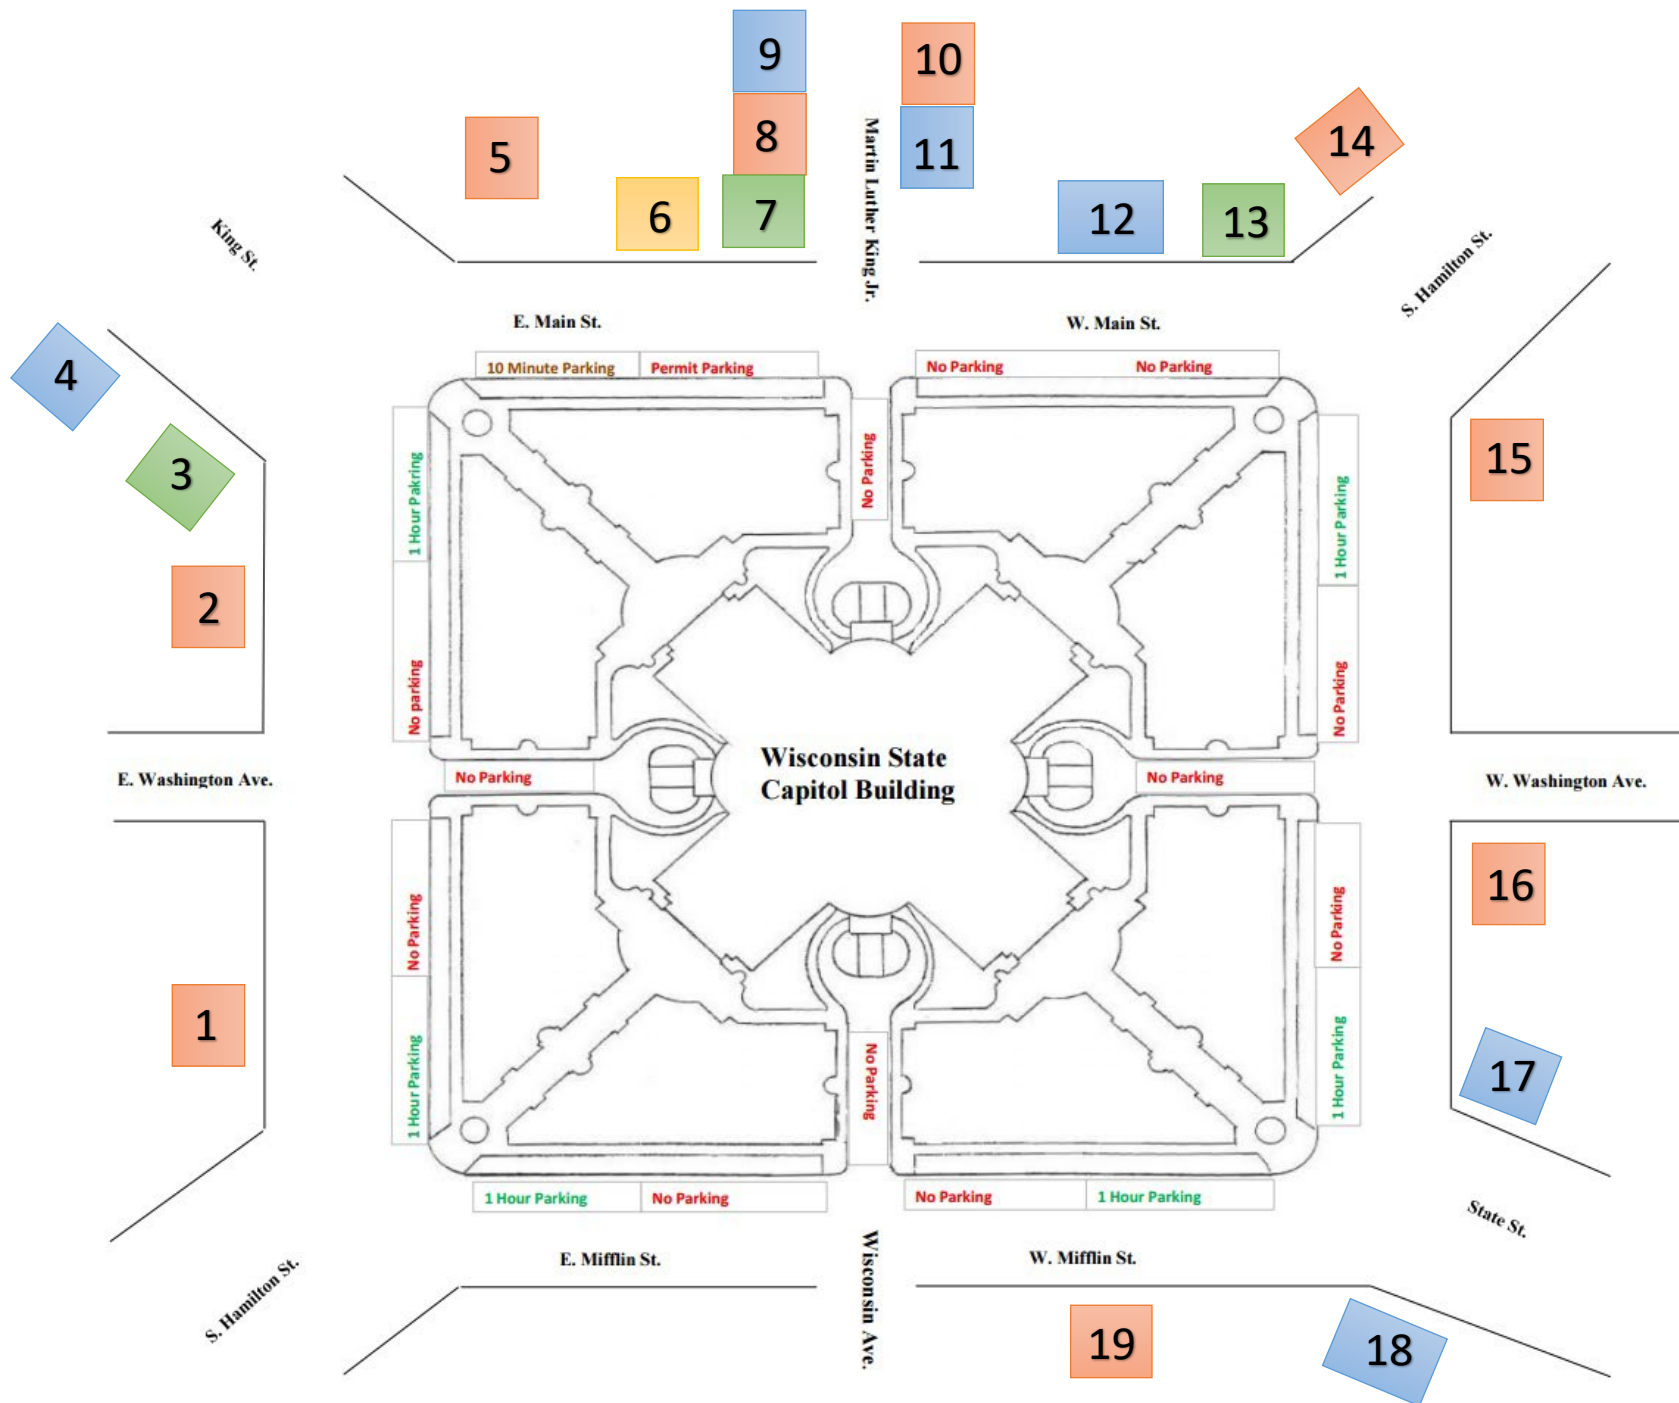 9
10
8
5
11
14
6
7
12
13
Martin Luther King Jr.
King St.
S. Hamilton St.
E. Main St.
W. Main St.
10 Minute Parking
Permit Parking
No Parking
No Parking
4
3
2
1 Hour Pakring
No Parking
1 Hour Parking
15
No parking
No Parking
Wisconsin State
Capitol Building
E. Washington Ave.
No Parking
No Parking
W. Washington Ave.
No Parking
No Parking
16
1
1 Hour Parking
No Parking
1 Hour Parking
17
1 Hour Parking
No Parking
No Parking
1 Hour Parking
State St.
S. Hamilton St.
E. Mifflin St.
Wisconsin Ave.
W. Mifflin St.
19
18